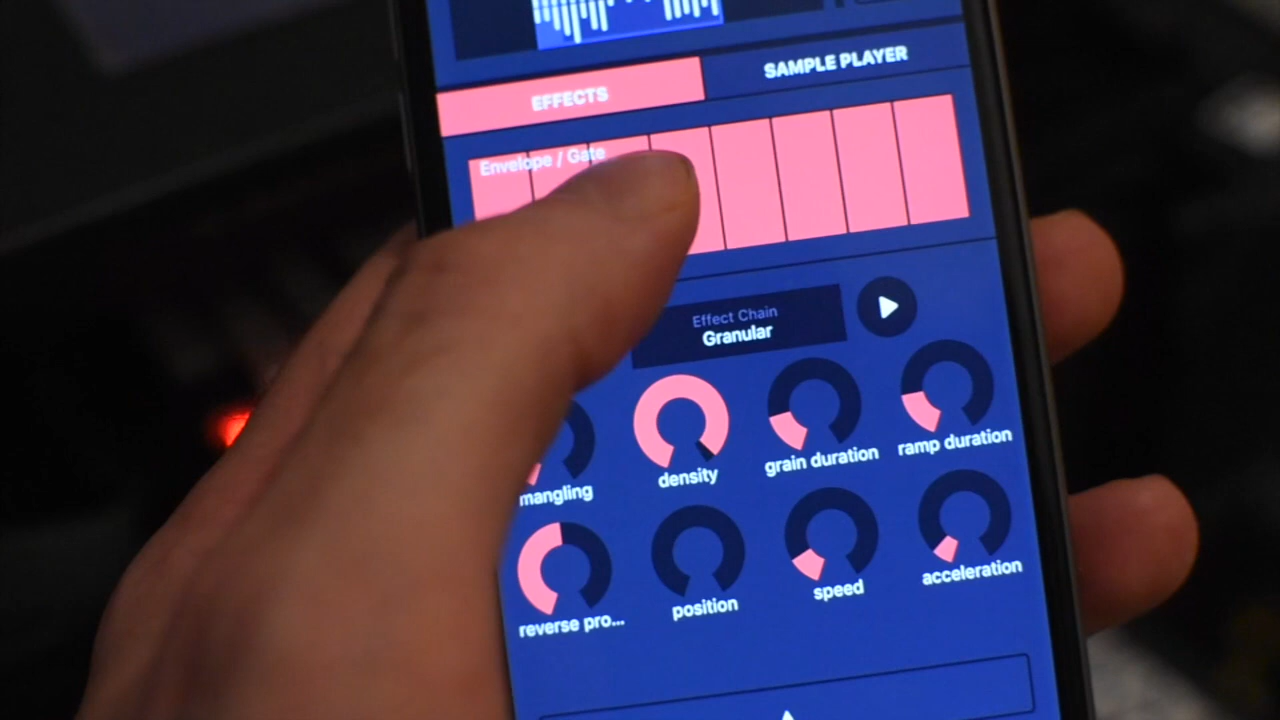 EFFECTS
SAMPLE PLAYER
Envelope / Gate
Effect Chain
Granular
mangling
density
grain duration
ramp duration
reverse pro...
position
speed
acceleration